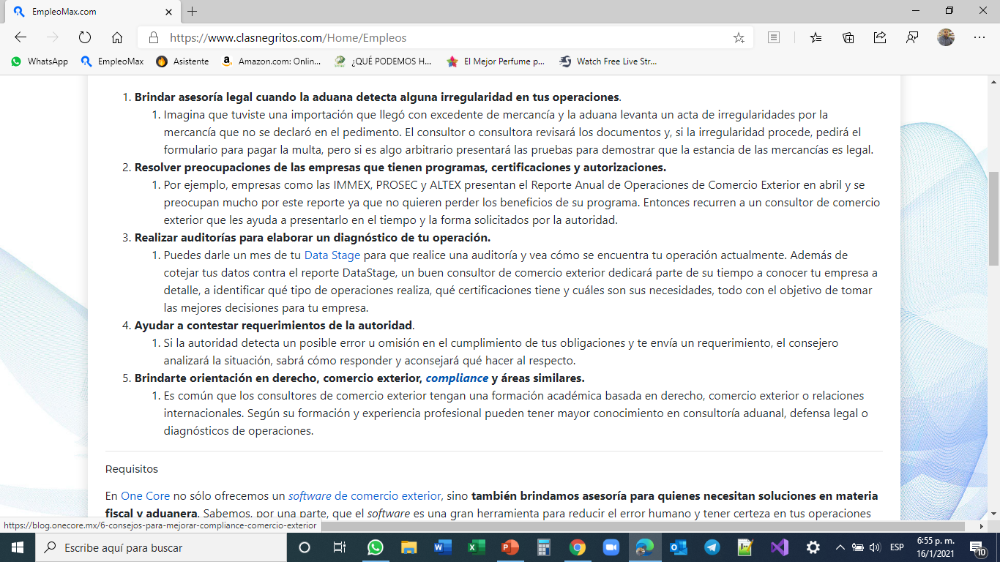 EmpleoMax.com
https://www.clasnegritos.com/Home/Empleos
WhatsApp EmpleoMax Asistente Amazon.com: Onlin... ¿QUÉ PODEMOS H... El Mejor Perfume p... Watch Free Live Str...
1. Brindar asesoría legal cuando la aduana detecta alguna irregularidad en tus operaciones.
1. Imagina que tuviste una importación que llegó con excedente de mercancía y la aduana levanta un acta de irregularidades por la
mercancía que no se declaró en el pedimento. El consultor o consultora revisará los documentos y, si la irregularidad procede, pedirá el
formulario para pagar la multa, pero si es algo arbitrario presentará las pruebas para demostrar que la estancia de las mercancías es legal.
2. Resolver preocupaciones de las empresas que tienen programas, certificaciones y autorizaciones.
1. Por ejemplo, empresas como las IMMEX, PROSEC y ALTEX presentan el Reporte Anual de Operaciones de Comercio Exterior en abril y se
preocupan mucho por este reporte ya que no quieren perder los beneficios de su programa. Entonces recurren a un consultor de comercio
exterior que les ayuda a presentarlo en el tiempo y la forma solicitados por la autoridad.
3. Realizar auditorías para elaborar un diagnóstico de tu operación.
1. Puedes darle un mes de tu Data Stage para que realice una auditoría y vea cómo se encuentra tu operación actualmente. Además de
cotejar tus datos contra el reporte DataStage, un buen consultor de comercio exterior dedicará parte de su tiempo a conocer tu empresa a
detalle, a identificar qué tipo de operaciones realiza, qué certificaciones tiene y cuáles son sus necesidades, todo con el objetivo de tomar
las mejores decisiones para tu empresa.
4. Ayudar a contestar requerimientos de la autoridad.
1. Si la autoridad detecta un posible error u omisión en el cumplimiento de tus obligaciones y te envía un requerimiento, el consejero
analizará la situación, sabrá cómo responder y aconsejará qué hacer al respecto.
5. Brindarte orientación en derecho, comercio exterior, compliance y áreas similares.
1. Es común que los consultores de comercio exterior tengan una formación académica basada en derecho, comercio exterior o relaciones
internacionales. Según su formación y experiencia profesional pueden tener mayor conocimiento en consultoría aduanal, defensa legal o
diagnósticos de operaciones.
Requisitos
En One Core no sólo ofrecemos un software de comercio exterior, sino también brindamos asesoría para quienes necesitan soluciones en materia
fiscal y aduanera. Sabemos, por una parte, que el software es una gran herramienta para reducir el error humano y tener certeza en tus operaciones
https://blog.onecore.mx/6-consejos-para-mejorar-compliance-comercio-exterior
Escribe aquí para buscar
ESP
6:55 p. m.
16/1/2021
10